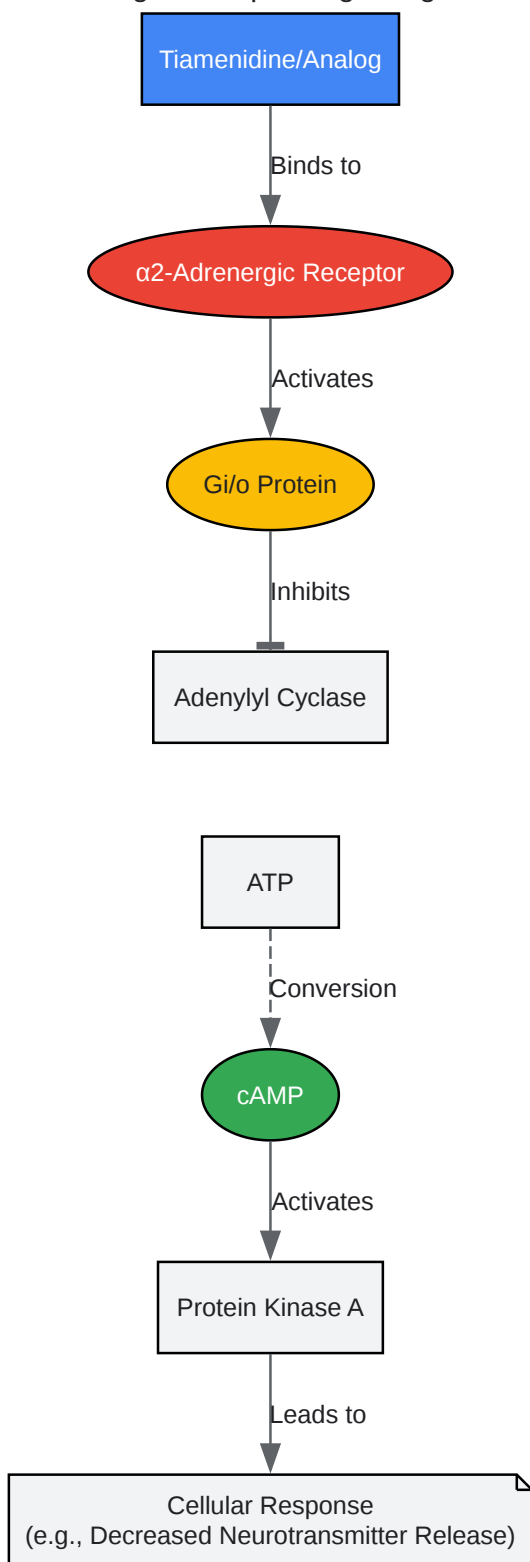 Tiamenidine/Analog
Binds to
α2-Adrenergic Receptor
Activates
Gi/o Protein
Inhibits
Adenylyl Cyclase
ATP
Conversion
cAMP
Activates
Protein Kinase A
Leads to
Cellular Response
(e.g., Decreased Neurotransmitter Release)